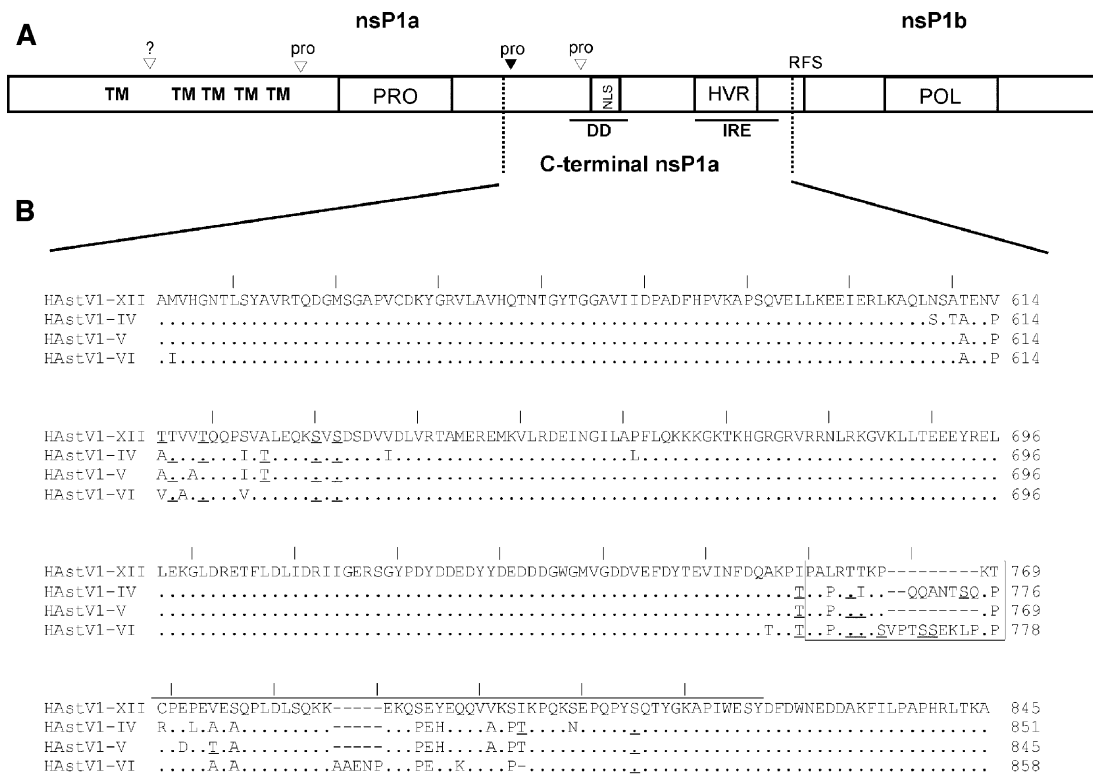 A
nsP1a
nsP1b
?
pro
pro
pro
RFS
TM
TM TM TM TM
PRO
NLS
HVR
POL
DD
IRE
C-terminal nsP1a
B
HAstV1-XII AMVHGNTLSYAVRTQDGMSGAPVCDKYGRVLAVHQTNTGYTGGAVIIDPADFHPVKAPSQVELLKEEIERLKAQLNSATENV 614
HAstV1-IV ...........................................................................S.TA..P 614
HAstV1-V ..............................................................................A..P 614
HAstV1-VI .I............................................................................A..P 614
HAstV1-XII TTVVTQQPSVALEQKSVSDSDVVDLVRTAMEREMKVLRDEINGILAPFLQKKKGKTKHGRGRVRRNLRKGVKLLTEEEYREL 696
HAstV1-IV A.......I.T...........I.......................L................................... 696
HAstV1-V A..A....I.T....................................................................... 696
HAstV1-VI V.A.....V......................................................................... 696
HAstV1-XII LEKGLDRETFLDLIDRIIGERSGYPDYDDEDYYDEDDDGWGMVGDDVEFDYTEVINFDQAKPIPALRTTKP---------KT 769
HAstV1-IV ..............................................................T..P..I..--QQANTSQ.P 776
HAstV1-V ..............................................................T..P.....---------.P 769
HAstV1-VI ...........................................................T..T..P....SVPTSSEKLP.P 778
HAstV1-XII CPEPEVESQPLDLSQKK-----EKQSEYEQQVVKSIKPQKSEPQPYSQTYGKAPIWESYDFDWNEDDAKFILPAPHRLTKA 845
HAstV1-IV R..L.A.A.........-----...PEH....A.PT....N........................................ 851
HAstV1-V ..D..T.A.........-----...PEH....A.PT............................................. 845
HAstV1-VI .....A.A.........AAENP...PE..K....P-............................................. 858